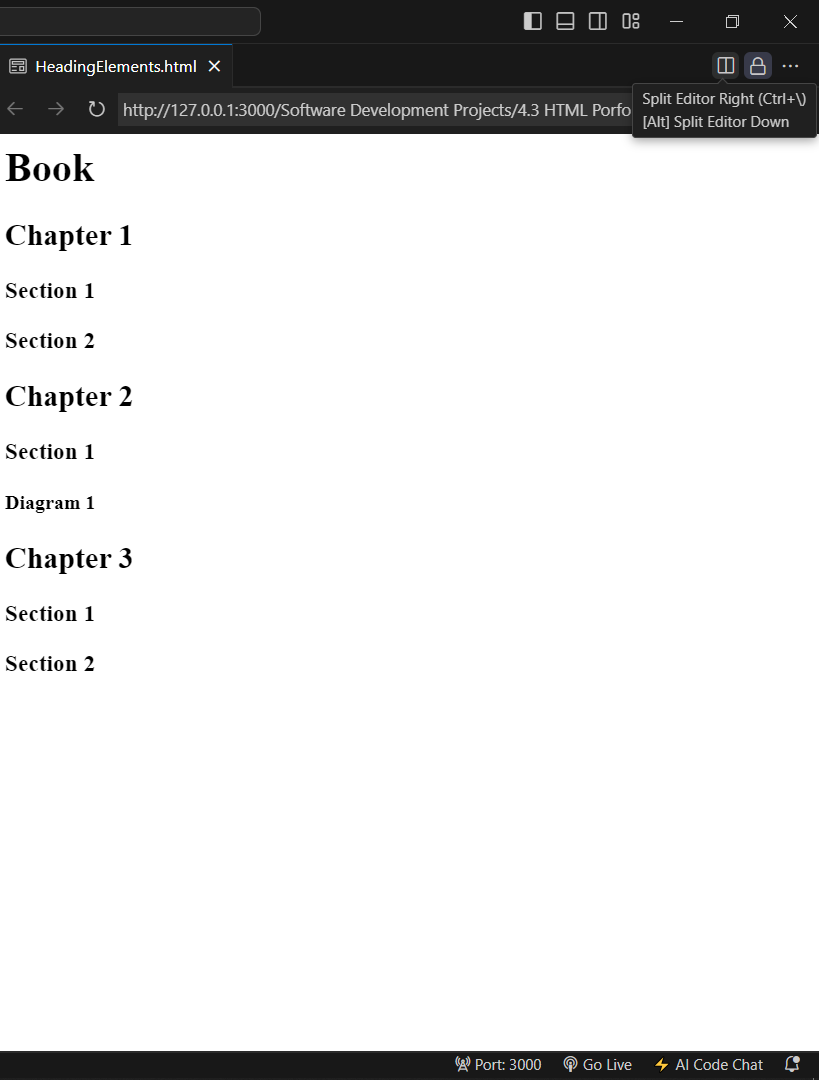 HeadingElements.html
http://127.0.0.1:3000/Software Development Projects/4.3 HTML Porfo
Split Editor Right (Ctrl+\)
[Alt] Split Editor Down
Book
Chapter 1
Section 1
Section 2
Chapter 2
Section 1
Diagram 1
Chapter 3
Section 1
Section 2
Port: 3000 Go Live AI Code Chat